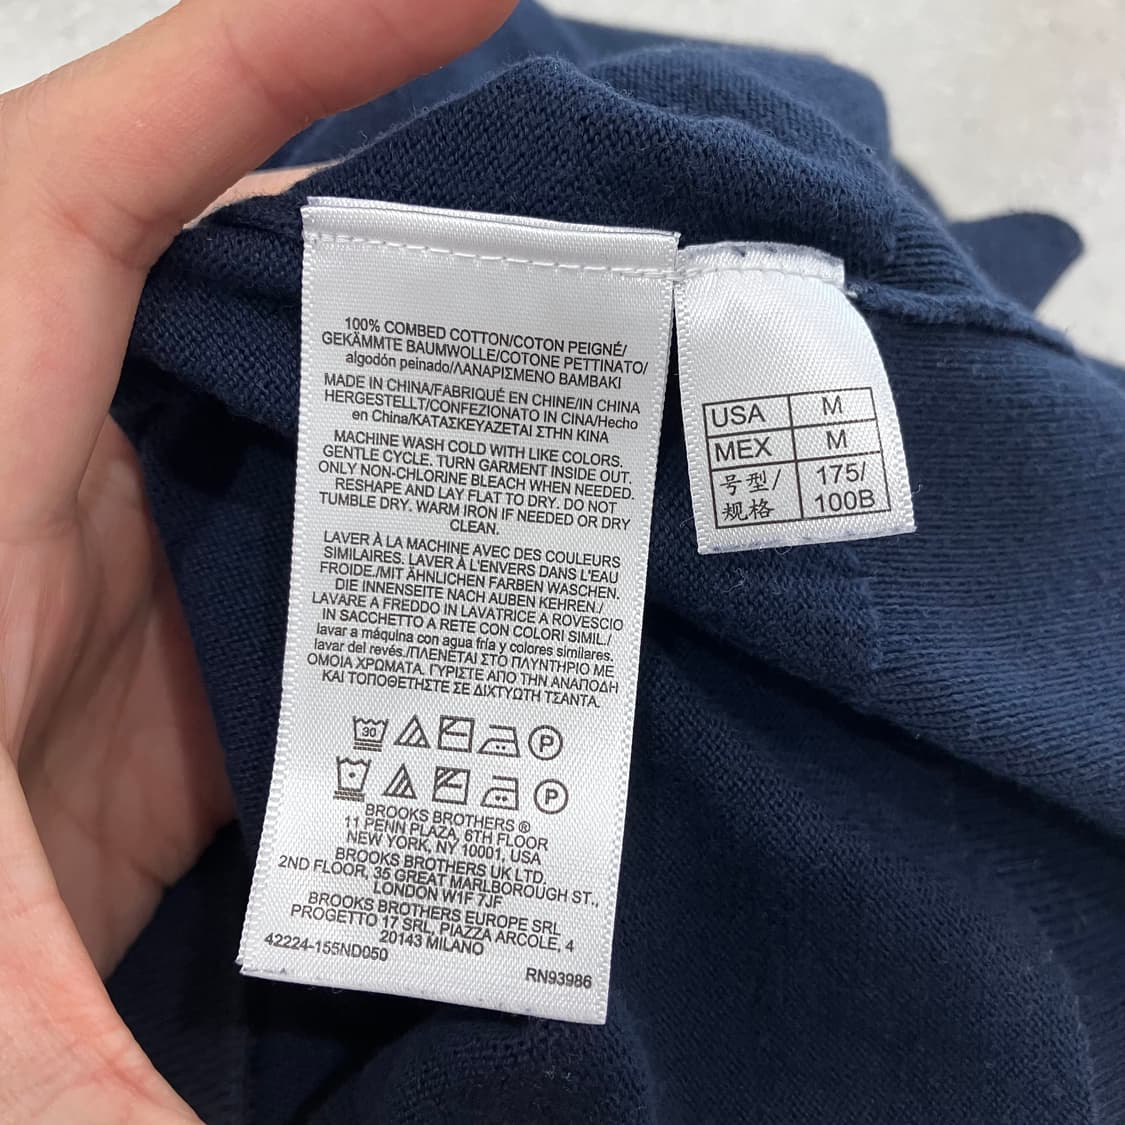 100% COMBED COTTON/COTON PEIGNÉ/
GEKÄMMTE BAUMWOLLE/COTONE PETTINATO/
algodón peinado/ΛΑΝΑΡΙΣΜΕΝΟ ΒΑΜΒΑΚΙ
MADE IN CHINA/FABRIQUÉ EN CHINE/IN CHINA
HERGESTELLT/CONFEZIONATO IN CINA/Hecho
en China/ΚΑΤΑΣΚΕΥΑΖΕΤΑΙ ΣΤΗΝ ΚΙΝΑ
MACHINE WASH COLD WITH LIKE COLORS.
GENTLE CYCLE. TURN GARMENT INSIDE OUT.
ONLY NON-CHLORINE BLEACH WHEN NEEDED.
RESHAPE AND LAY FLAT TO DRY. DO NOT
TUMBLE DRY. WARM IRON IF NEEDED OR DRY
CLEAN.
LAVER À LA MACHINE AVEC DES COULEURS
SIMILAIRES. LAVER À L'ENVERS DANS L'EAU
FROIDE./MIT ÄHNLICHEN FARBEN WASCHEN.
DIE INNENSEITE NACH AUBEN KEHREN./
LAVARE A FREDDO IN LAVATRICE A ROVESCIO
IN SACCHETTO A RETE CON COLORI SIMIL./
lavar a máquina con agua fría y colores similares.
lavar del revés./ΠΛΕΝΕΤΑΙ ΣΤΟ ΠΛΥΝΤΗΡΙΟ ΜΕ
ΟΜΟΙΑ ΧΡΩΜΑΤΑ. ΓΥΡΙΣΤΕ ΑΠΟ ΤΗΝ ΑΝΑΠΟΔΗ
ΚΑΙ ΤΟΠΟΘΕΤΗΣΤΕ ΣΕ ΔΙΧΤΥΩΤΗ ΤΣΑΝΤΑ.
30
P
P
BROOKS BROTHERS ®
11 PENN PLAZA, 6TH FLOOR
NEW YORK, NY 10001, USA
BROOKS BROTHERS UK LTD.
2ND FLOOR, 35 GREAT MARLBOROUGH ST.,
LONDON W1F 7JF
BROOKS BROTHERS EUROPE SRL
PROGETTO 17 SRL, PIAZZA ARCOLE, 4
20143 MILANO
42224-155ND050
RN93986
USA M
MEX M
号型/ 175/
规格 100B